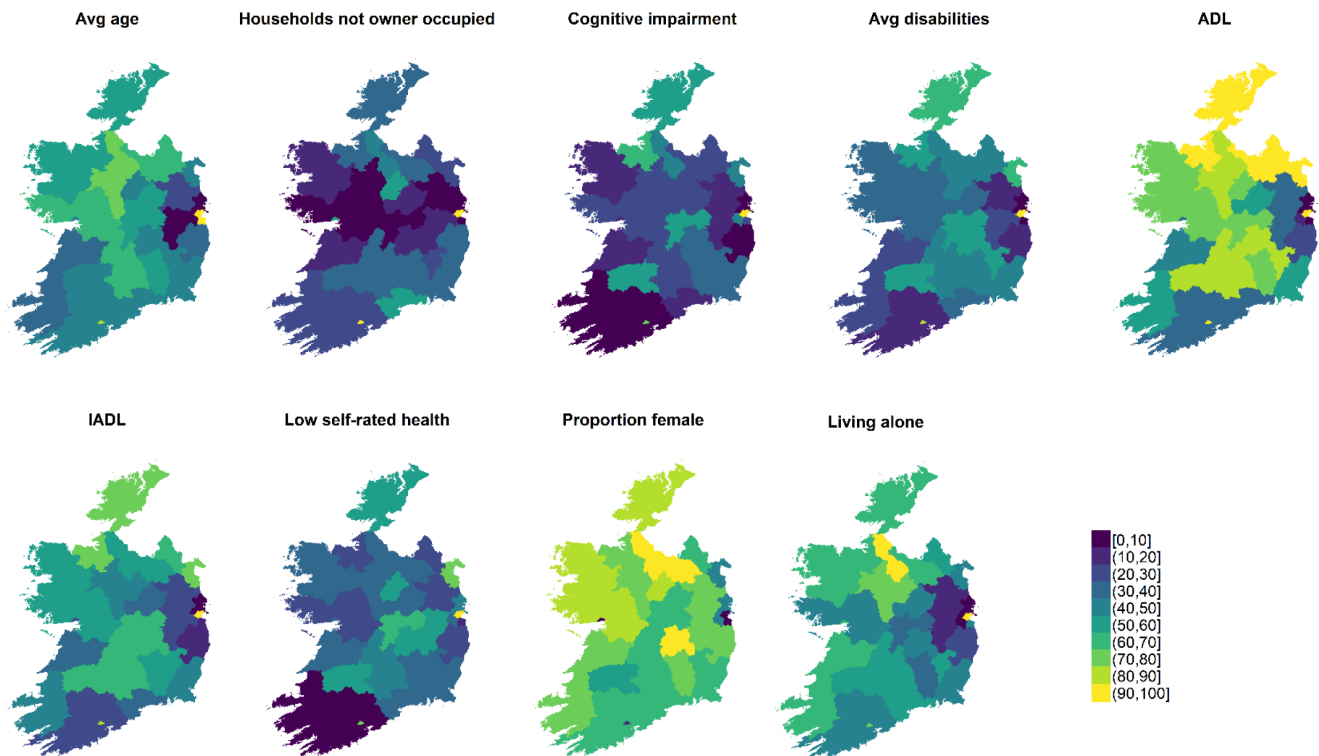 Avg age
Households not owner occupied
Cognitive impairment
Avg disabilities
ADL
IADL
Low self-rated health
Proportion female
Living alone
[0,10]
(10,20]
(20,30]
(30,40]
(40,50]
(50,60]
(60,70]
(70,80]
(80,90]
(90,100]